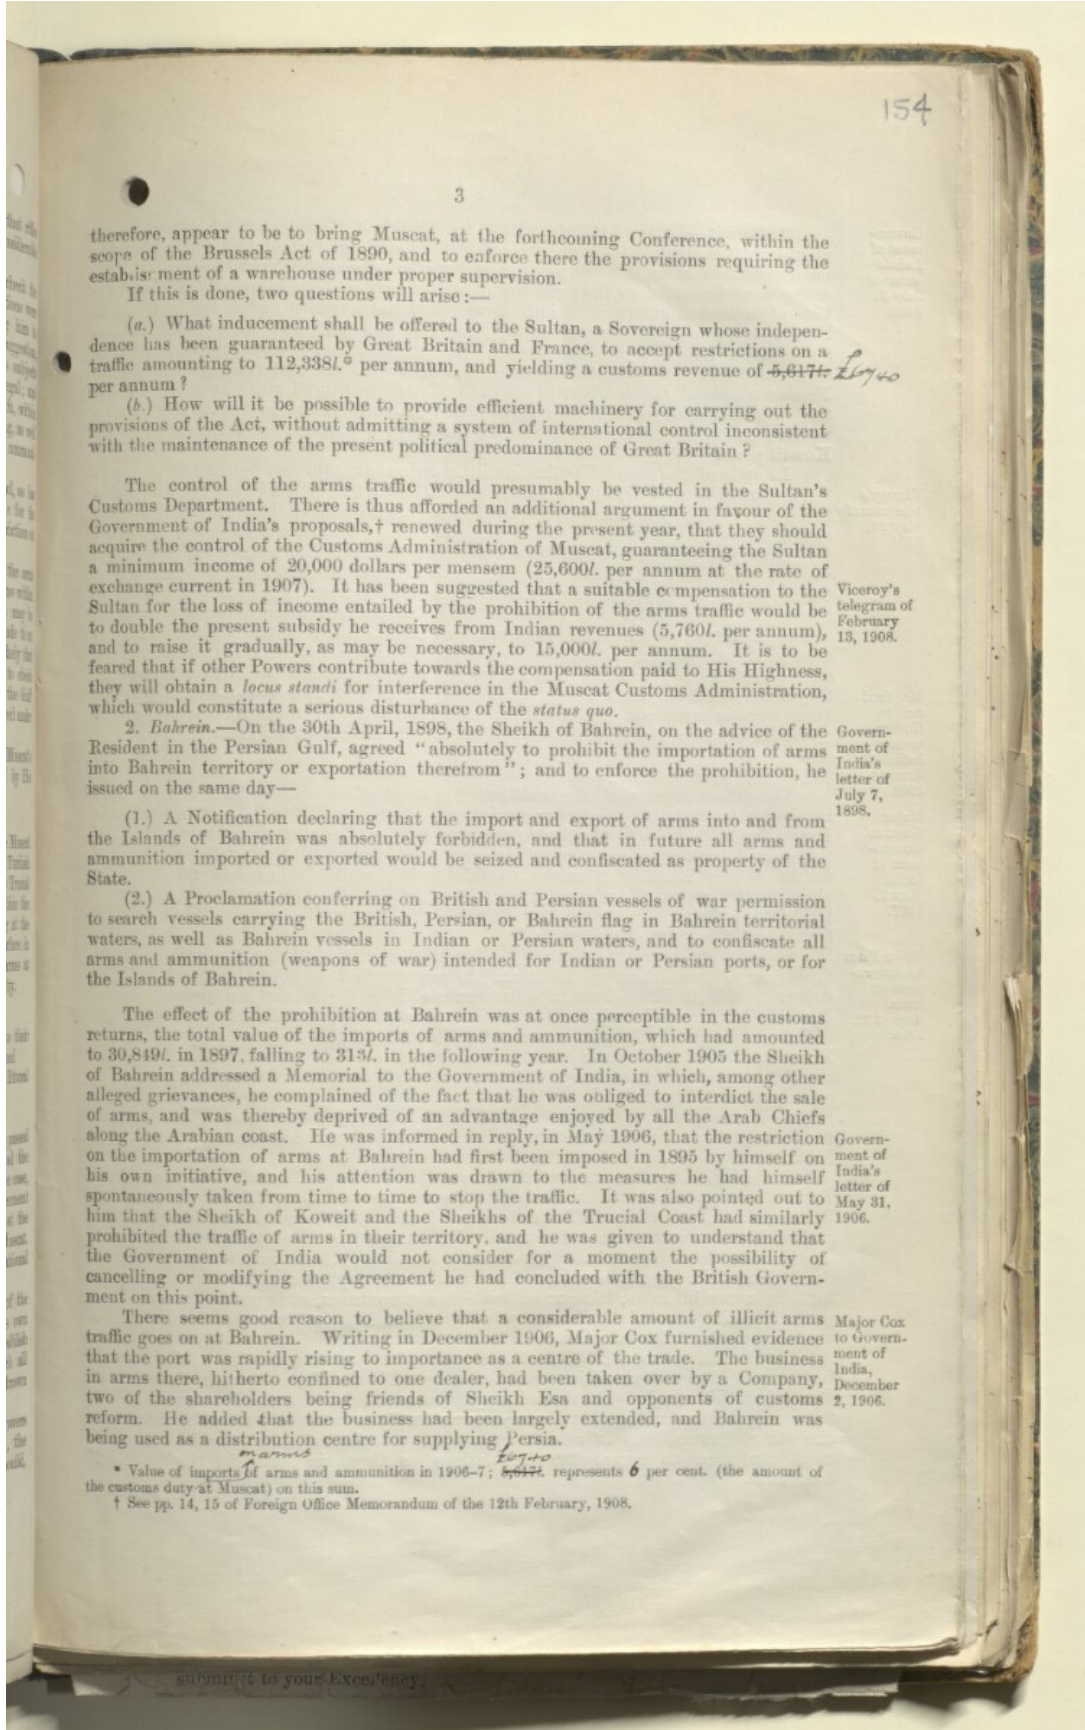 154
3
therefore, appear to be to bring Muscat, at the forthcoming Conference, within the
scope of the Brussels Act of 1890, and to enforce there the provisions requiring the
establishment of a warehouse under proper supervision.
If this is done, two questions will arise:—
(a.) What inducement shall be offered to the Sultan, a Sovereign whose indepen-
dence has been guaranteed by Great Britain and France, to accept restrictions on a
traffic amounting to 112,338l.* per annum, and yielding a customs revenue of 5,617l. £6740
per annum?
(b.) How will it be possible to provide efficient machinery for carrying out the
provisions of the Act, without admitting a system of international control inconsistent
with the maintenance of the present political predominance of Great Britain?
The control of the arms traffic would presumably be vested in the Sultan's
Customs Department. There is thus afforded an additional argument in favour of the
Government of India's proposals,† renewed during the present year, that they should
acquire the control of the Customs Administration of Muscat, guaranteeing the Sultan
a minimum income of 20,000 dollars per mensem (25,600l. per annum at the rate of
exchange current in 1907). It has been suggested that a suitable compensation to the
Sultan for the loss of income entailed by the prohibition of the arms traffic would be
to double the present subsidy he receives from Indian revenues (5,760l. per annum),
and to raise it gradually, as may be necessary, to 15,000l. per annum. It is to be
feared that if other Powers contribute towards the compensation paid to His Highness,
they will obtain a locus standi for interference in the Muscat Customs Administration,
which would constitute a serious disturbance of the status quo.
Viceroy's
telegram of
February
13, 1908.
2. Bahrein.—On the 30th April, 1898, the Sheikh of Bahrein, on the advice of the
Resident in the Persian Gulf, agreed "absolutely to prohibit the importation of arms
into Bahrein territory or exportation therefrom"; and to enforce the prohibition, he
issued on the same day—
Govern-
ment of
India's
letter of
July 7,
1898.
(1.) A Notification declaring that the import and export of arms into and from
the Islands of Bahrein was absolutely forbidden, and that in future all arms and
ammunition imported or exported would be seized and confiscated as property of the
State.
(2.) A Proclamation conferring on British and Persian vessels of war permission
to search vessels carrying the British, Persian, or Bahrein flag in Bahrein territorial
waters, as well as Bahrein vessels in Indian or Persian waters, and to confiscate all
arms and ammunition (weapons of war) intended for Indian or Persian ports, or for
the Islands of Bahrein.
The effect of the prohibition at Bahrein was at once perceptible in the customs
returns, the total value of the imports of arms and ammunition, which had amounted
to 30,849l. in 1897, falling to 313l. in the following year. In October 1905 the Sheikh
of Bahrein addressed a Memorial to the Government of India, in which, among other
alleged grievances, he complained of the fact that he was obliged to interdict the sale
of arms, and was thereby deprived of an advantage enjoyed by all the Arab Chiefs
along the Arabian coast. He was informed in reply, in May 1906, that the restriction
on the importation of arms at Bahrein had first been imposed in 1895 by himself on
his own initiative, and his attention was drawn to the measures he had himself
spontaneously taken from time to time to stop the traffic. It was also pointed out to
him that the Sheikh of Koweit and the Sheikhs of the Trucial Coast had similarly
prohibited the traffic of arms in their territory, and he was given to understand that
the Government of India would not consider for a moment the possibility of
cancelling or modifying the Agreement he had concluded with the British Govern-
ment on this point.
Govern-
ment of
India's
letter of
May 31,
1906.
There seems good reason to believe that a considerable amount of illicit arms
traffic goes on at Bahrein. Writing in December 1906, Major Cox furnished evidence
that the port was rapidly rising to importance as a centre of the trade. The business
in arms there, hitherto confined to one dealer, had been taken over by a Company,
two of the shareholders being friends of Sheikh Esa and opponents of customs
reform. He added that the business had been largely extended, and Bahrein was
being used as a distribution centre for supplying Persia.
Major Cox
to Govern-
ment of
India,
December
2, 1906.
£6740
* Value of imports of arms and ammunition in 1906-7; 5,617l. represents 6 per cent. (the amount of
the customs duty at Muscat) on this sum.
† See pp. 14, 15 of Foreign Office Memorandum of the 12th February, 1908.
submit it to your Excellency.